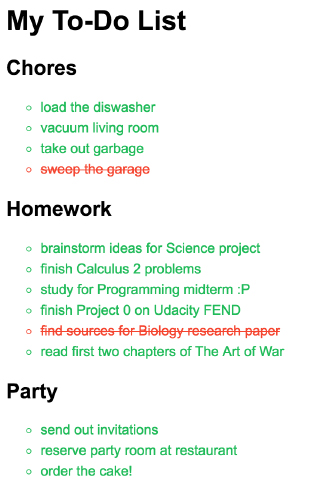 My To-Do List
Chores
load the diswasher
vacuum living room
take out garbage
sweep the garage
Homework
brainstorm ideas for Science project
finish Calculus 2 problems
study for Programming midterm :P
finish Project 0 on Udacity FEND
find sources for Biology research paper
read first two chapters of The Art of War
Party
send out invitations
reserve party room at restaurant
order the cake!